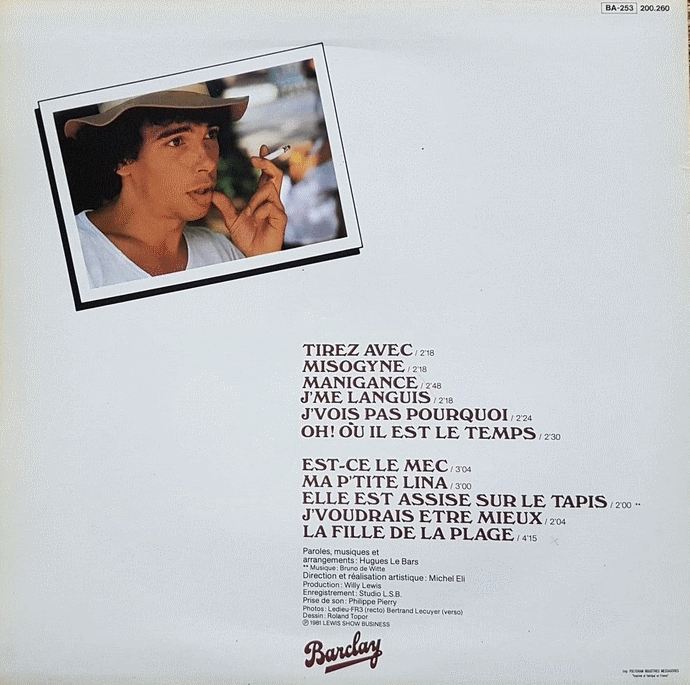 BA-253 200.260
TIREZ AVEC / 2'18
MISOGYNE / 2'18
MANIGANCE / 2'48
J'ME LANGUIS / 2'18
J'VOIS PAS POURQUOI / 2'24
OH! OU IL EST LE TEMPS / 2'30
EST-CE LE MEC / 3'04
MA P'TITE LINA / 3'00
ELLE EST ASSISE SUR LE TAPIS / 2'00 **
J'VOUDRAIS ETRE MIEUX / 2'04
LA FILLE DE LA PLAGE / 4'15
Paroles, musiques et
arrangements : Hugues Le Bars
** Musique : Bruno de Witte
Direction et réalisation artistique : Michel Eli
Production : Willy Lewis
Enregistrement : Studio L.S.B.
Prise de son : Philippe Pierry
Photos : Ledieu-FR3 (recto) Bertrand Lecuyer (verso)
Dessin : Roland Topor
Ⓟ 1981 LEWIS SHOW BUSINESS
Barclay
Imp. POLYGRAM INDUSTRIES MESSAGERIES